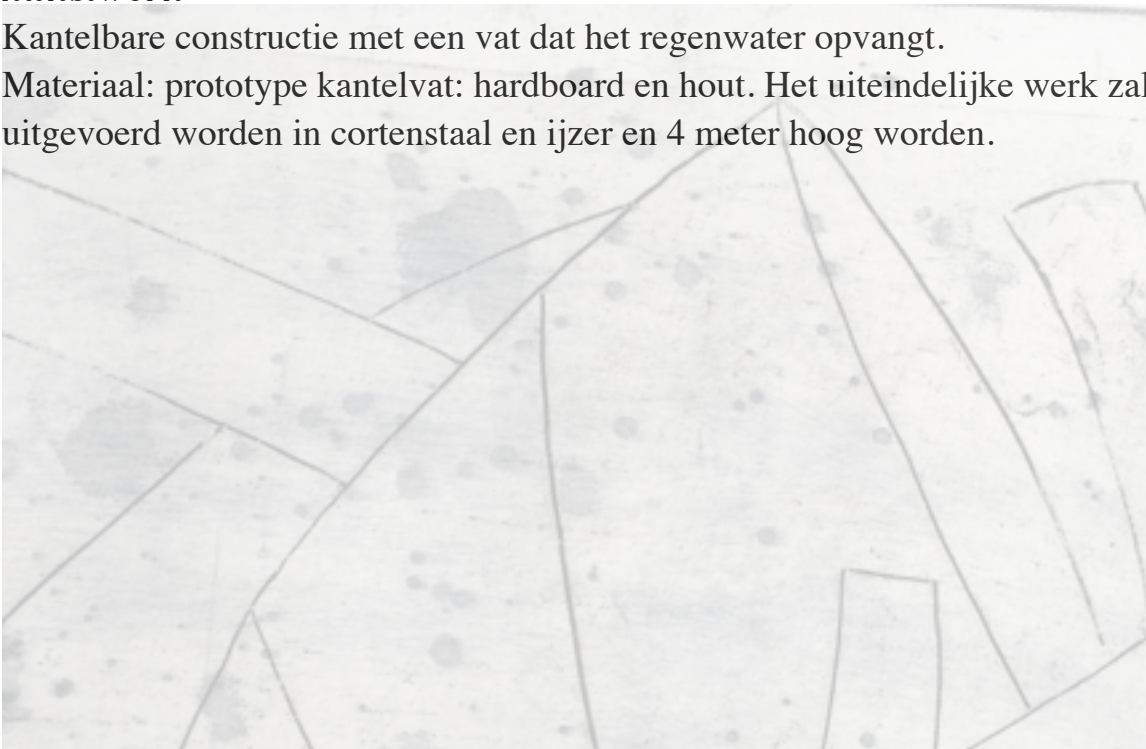 Kantelbare constructie met een vat dat het regenwater opvangt.
Materiaal: prototype kantelvat: hardboard en hout. Het uiteindelijke werk zal
uitgevoerd worden in cortenstaal en ijzer en 4 meter hoog worden.